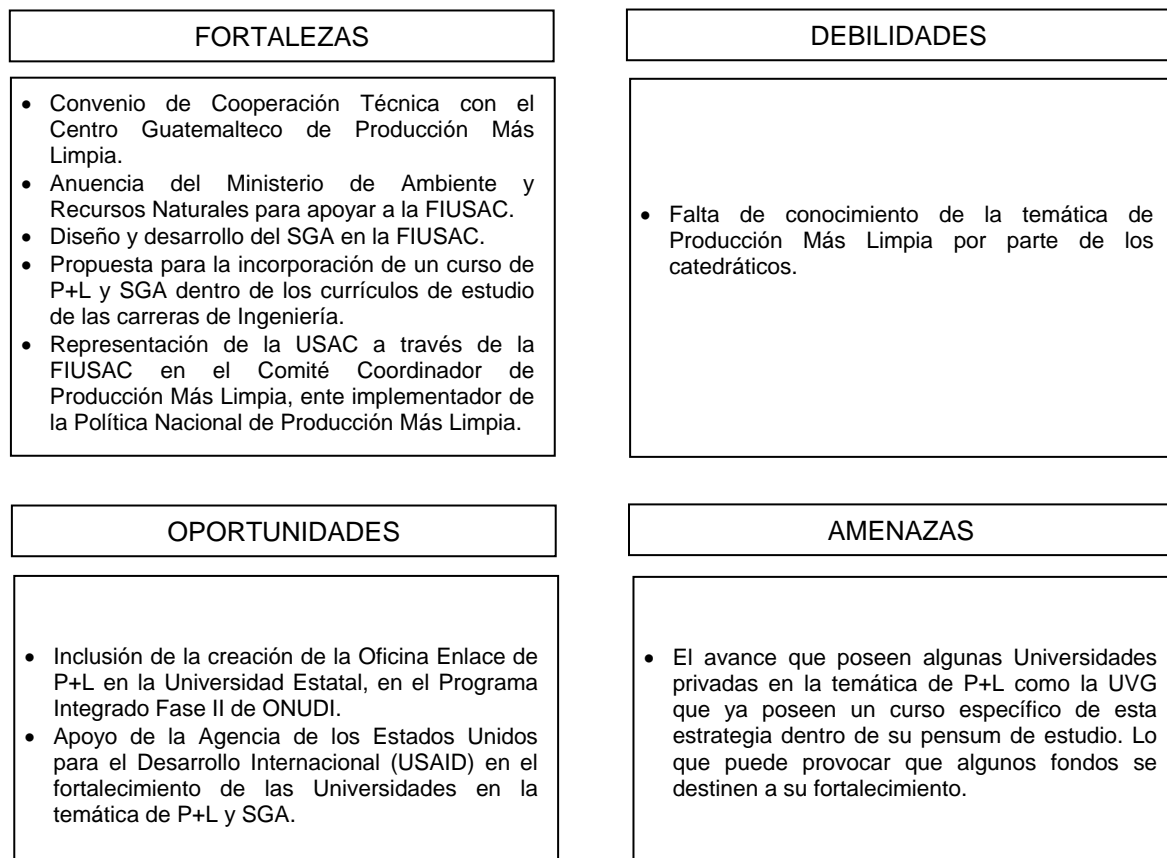 FORTALEZAS
• Convenio de Cooperación Técnica con el
Centro Guatemalteco de Producción Más
Limpia.
• Anuencia del Ministerio de Ambiente y
Recursos Naturales para apoyar a la FIUSAC.
• Diseño y desarrollo del SGA en la FIUSAC.
• Propuesta para la incorporación de un curso de
P+L y SGA dentro de los currículos de estudio
de las carreras de Ingeniería.
• Representación de la USAC a través de la
FIUSAC en el Comité Coordinador de
Producción Más Limpia, ente implementador de
la Política Nacional de Producción Más Limpia.
DEBILIDADES
• Falta de conocimiento de la temática de
Producción Más Limpia por parte de los
catedráticos.
OPORTUNIDADES
• Inclusión de la creación de la Oficina Enlace de
P+L en la Universidad Estatal, en el Programa
Integrado Fase II de ONUDI.
• Apoyo de la Agencia de los Estados Unidos
para el Desarrollo Internacional (USAID) en el
fortalecimiento de las Universidades en la
temática de P+L y SGA.
AMENAZAS
• El avance que poseen algunas Universidades
privadas en la temática de P+L como la UVG
que ya poseen un curso específico de esta
estrategia dentro de su pensum de estudio. Lo
que puede provocar que algunos fondos se
destinen a su fortalecimiento.